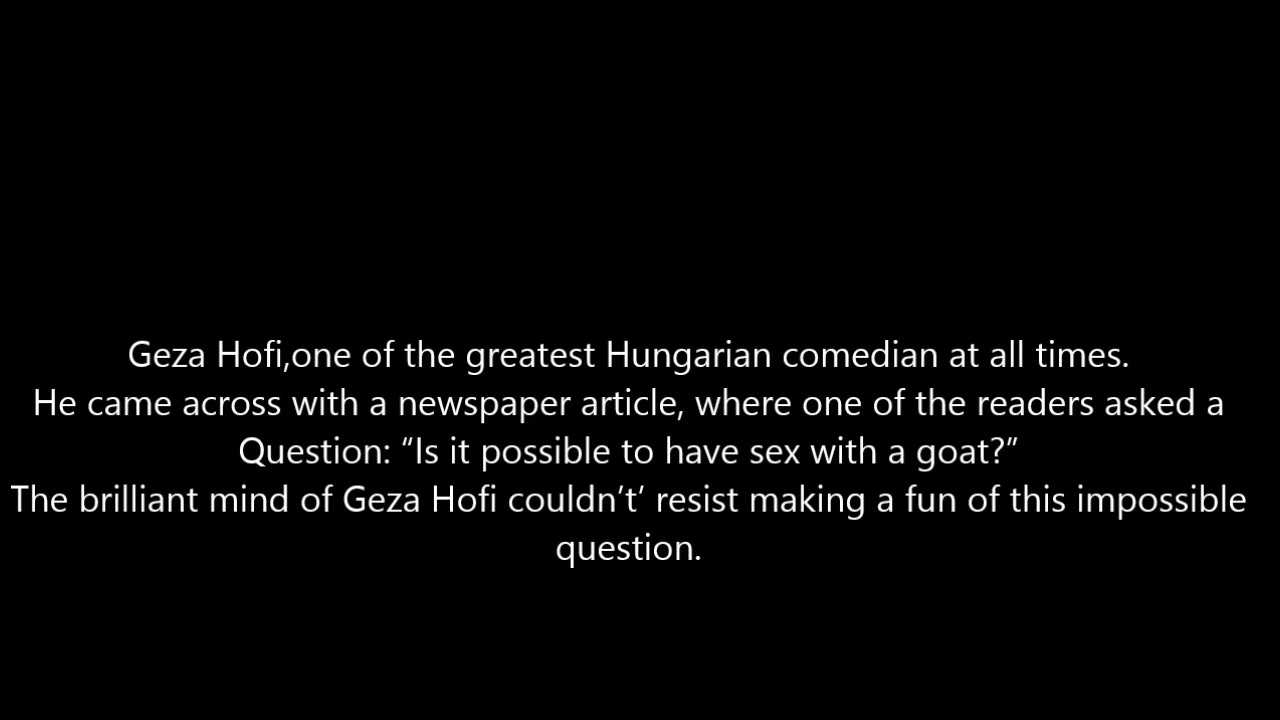 Geza Hofi,one of the greatest Hungarian comedian at all times.
He came across with a newspaper article, where one of the readers asked a
Question: “Is it possible to have sex with a goat?”
The brilliant mind of Geza Hofi couldn’t’ resist making a fun of this impossible
question.